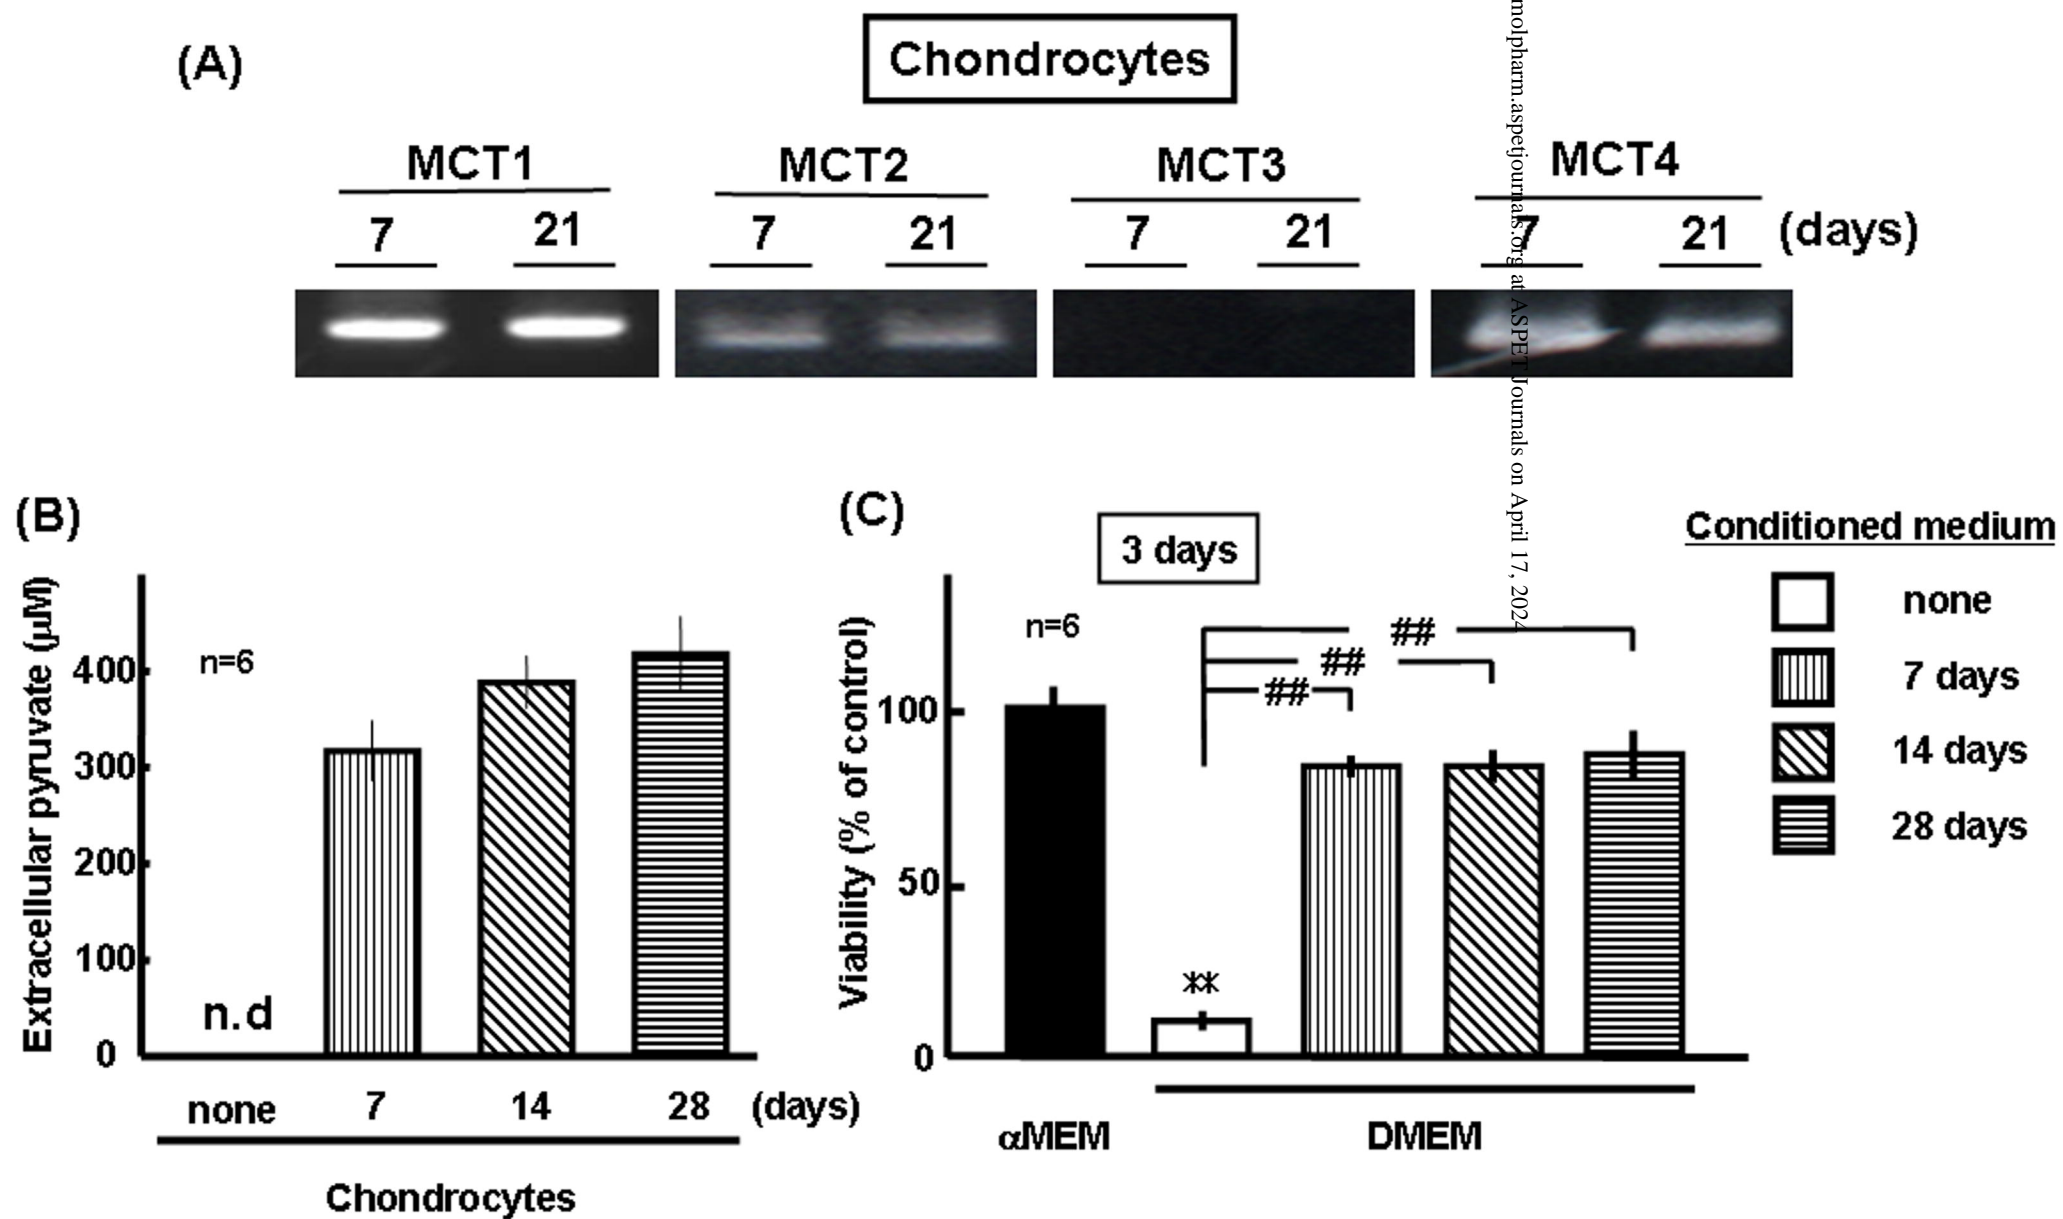 (A)
Chondrocytes
MCT1 MCT2 MCT3 MCT4
7 21 7 21 7 21 7 21 (days)
molpharm.aspetjournals.org at ASPET Journals on April 17, 2024
(B)
Extracellular pyruvate (μM)
400
300
200
100
0
n=6
n.d
none 7 14 28 (days)
Chondrocytes
(C)
3 days
Viability (% of control)
100
50
0
n=6
##
##
##
**
αMEM DMEM
Conditioned medium
none
7 days
14 days
28 days